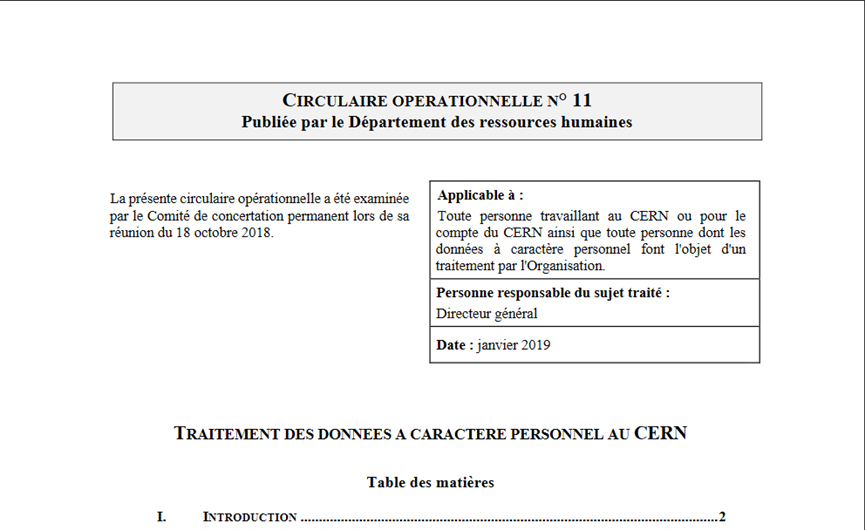 CIRCULAIRE OPERATIONNELLE N° 11
Publiée par le Département des ressources humaines
La présente circulaire opérationnelle a été examinée
par le Comité de concertation permanent lors de sa
réunion du 18 octobre 2018.
Applicable à :
Toute personne travaillant au CERN ou pour le
compte du CERN ainsi que toute personne dont les
données à caractère personnel font l'objet d'un
traitement par l'Organisation.
Personne responsable du sujet traité :
Directeur général
Date : janvier 2019
TRAITEMENT DES DONNEES A CARACTERE PERSONNEL AU CERN
Table des matières
I. INTRODUCTION ....................................................................................................2